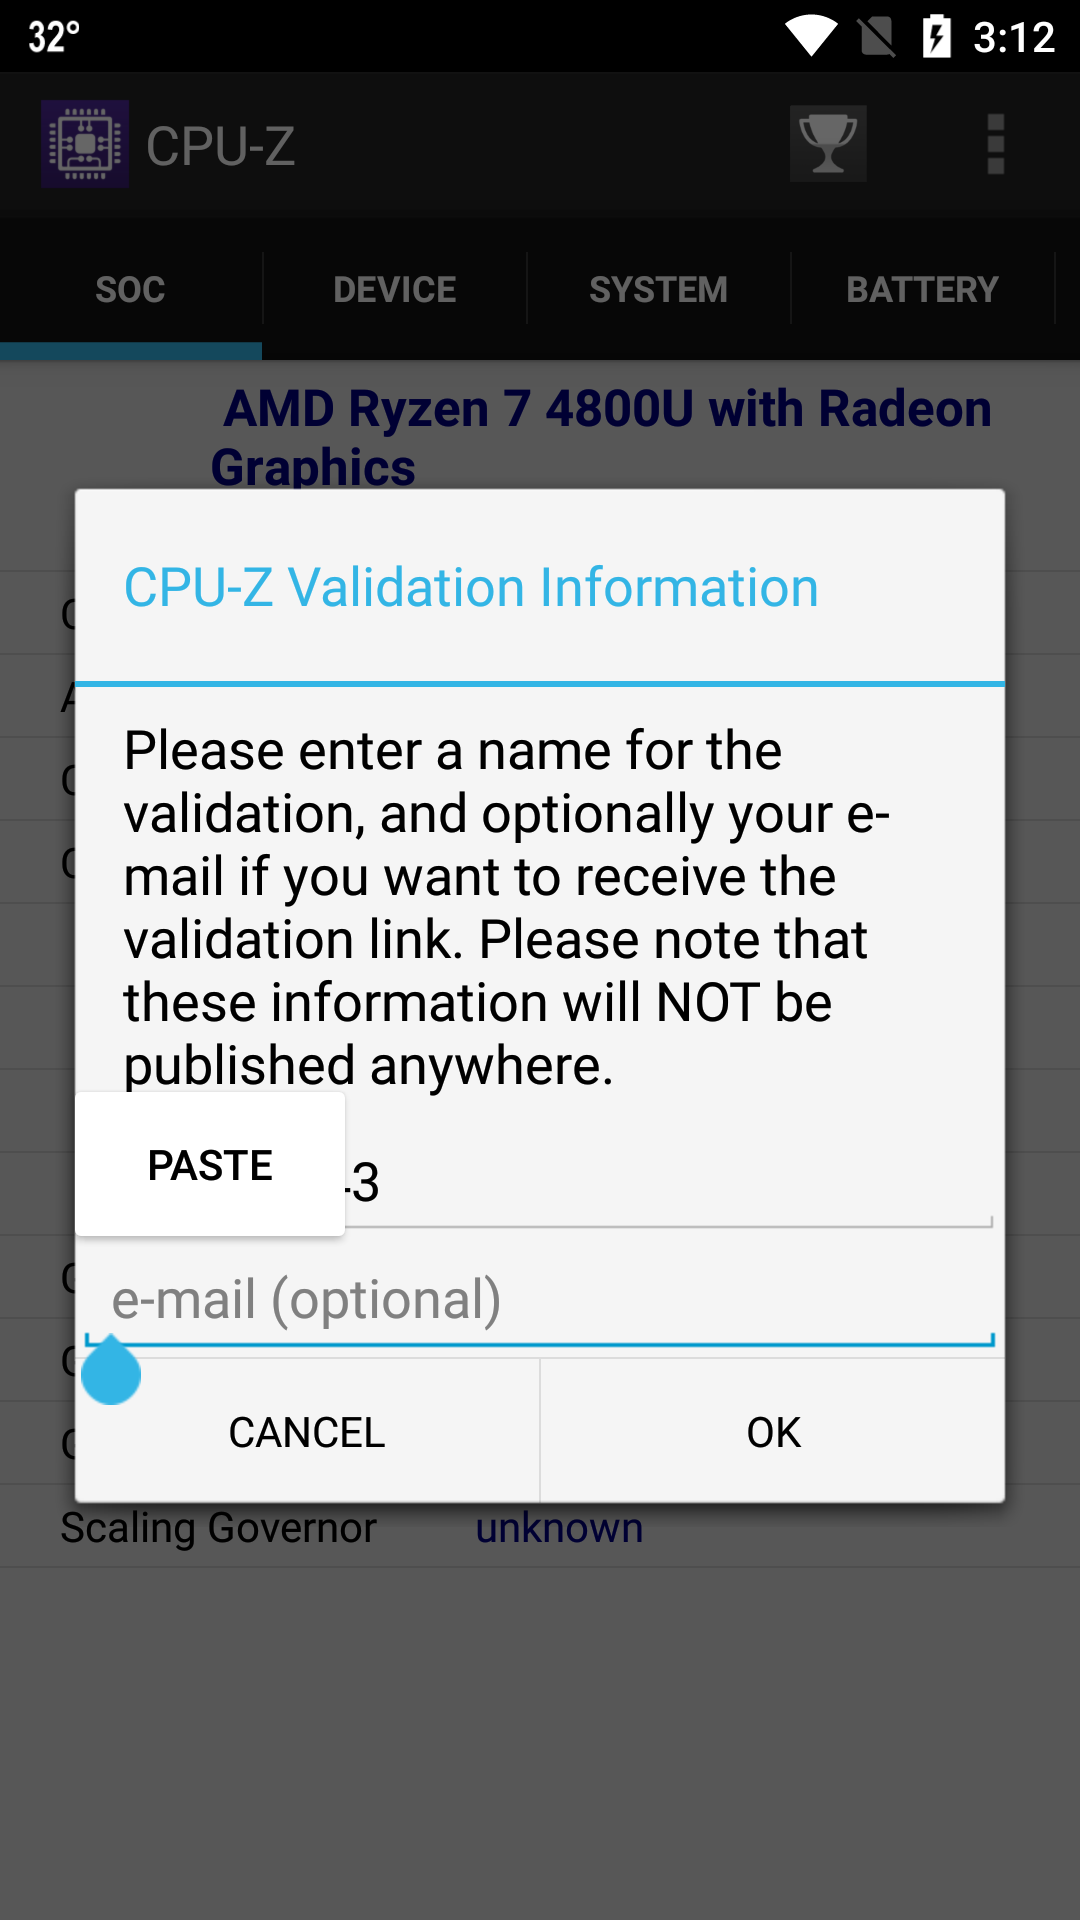 32°
3:12
CPU-Z
SOC
DEVICE
SYSTEM
BATTERY
AMD Ryzen 7 4800U with Radeon
Graphics
CPU-Z Validation Information
Please enter a name for the
validation, and optionally your e-
mail if you want to receive the
validation link. Please note that
these information will NOT be
published anywhere.
PASTE
-3
e-mail (optional)
CANCEL
OK
Scaling Governor
unknown